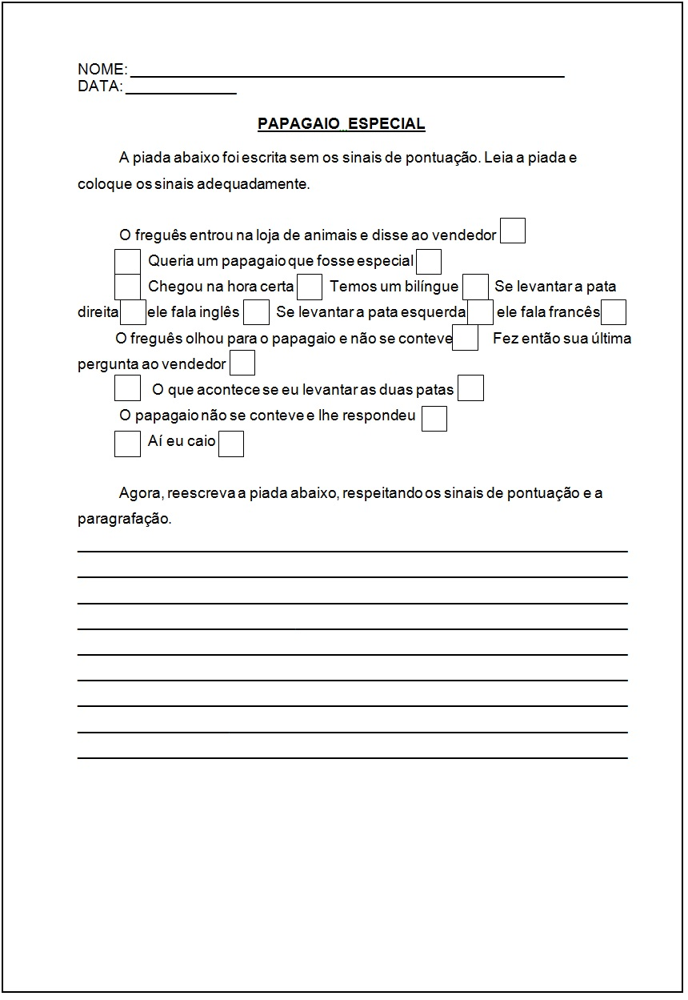 NOME: ____________________
DATA: ____________
PAPAGAIO ESPECIAL
A piada abaixo foi escrita sem os sinais de pontuação. Leia a piada e
coloque os sinais adequadamente.
O freguês entrou na loja de animais e disse ao vendedor
Queria um papagaio que fosse especial
Chegou na hora certa Temos um bilíngue Se levantar a pata
direita ele fala inglês Se levantar a pata esquerda ele fala francês
O freguês olhou para o papagaio e não se conteve Fez então sua última
pergunta ao vendedor
O que acontece se eu levantar as duas patas
O papagaio não se conteve e lhe respondeu
Aí eu caio
Agora, reescreva a piada abaixo, respeitando os sinais de pontuação e a
paragrafação.